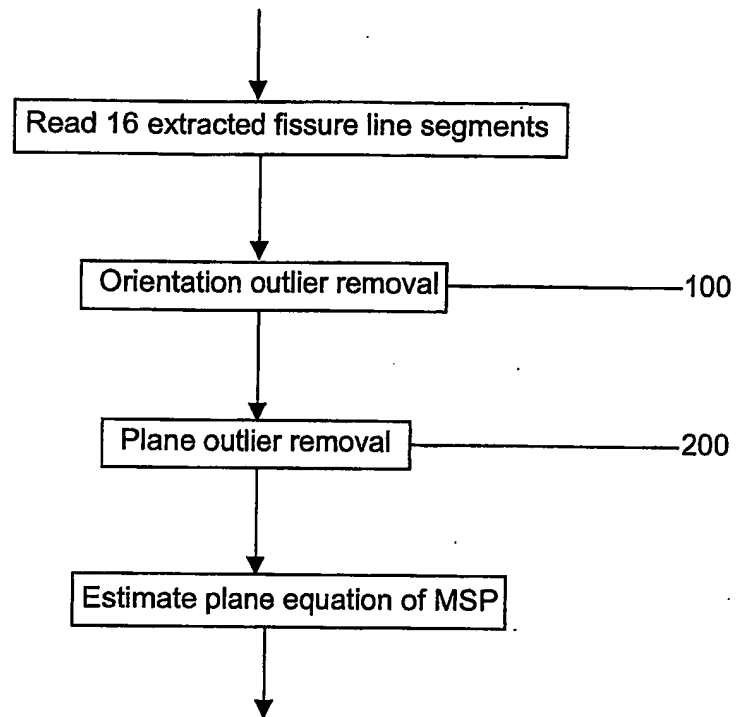 Read 16 extracted fissure line segments
Orientation outlier removal
100
Plane outlier removal
200
Estimate plane equation of MSP